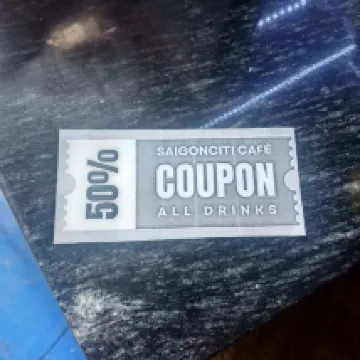 50%
SAIGONCITI CAFÉ
COUPON
ALL DRINKS